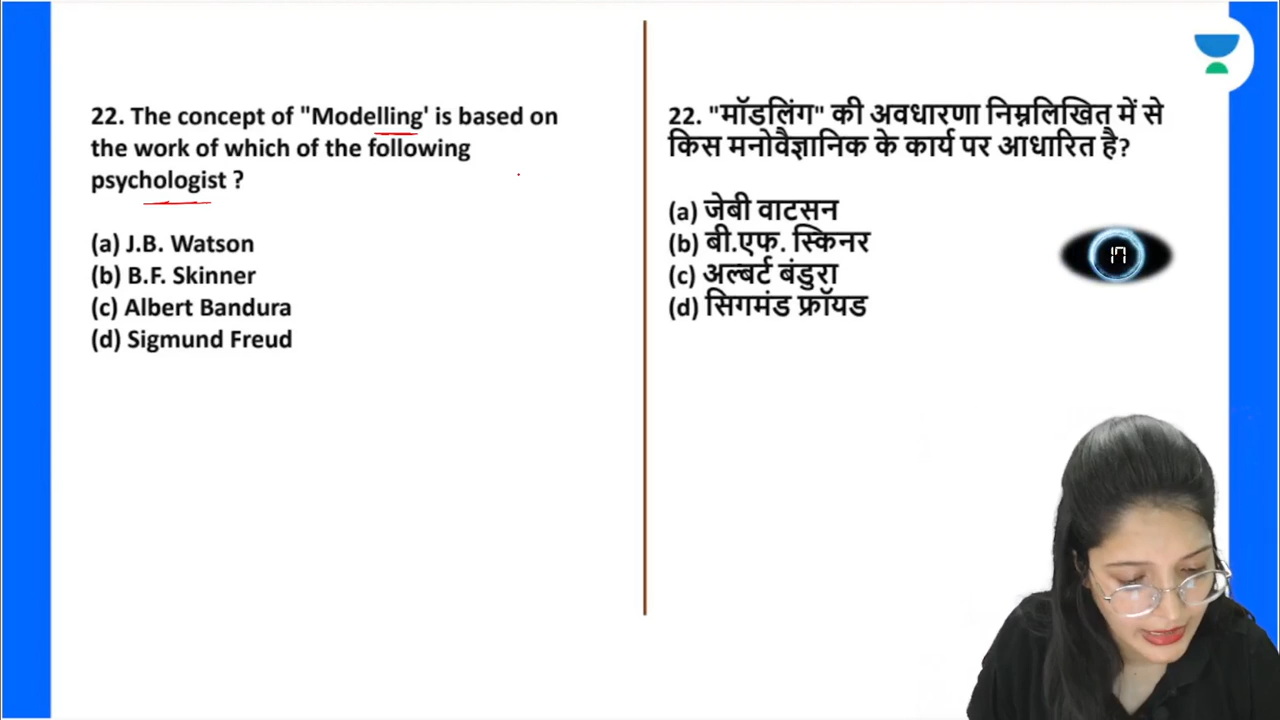 22. The concept of "Modelling' is based on
the work of which of the following
psychologist ?
(a) J.B. Watson
(b) B.F. Skinner
(c) Albert Bandura
(d) Sigmund Freud
22. "मॉडलिंग" की अवधारणा निम्नलिखित में से
किस मनोवैज्ञानिक के कार्य पर आधारित है?
(a) जेबी वाटसन
(b) बी.एफ. स्किनर
(c) अल्बर्ट बंडुरा
(d) सिगमंड फ्रॉयड
17